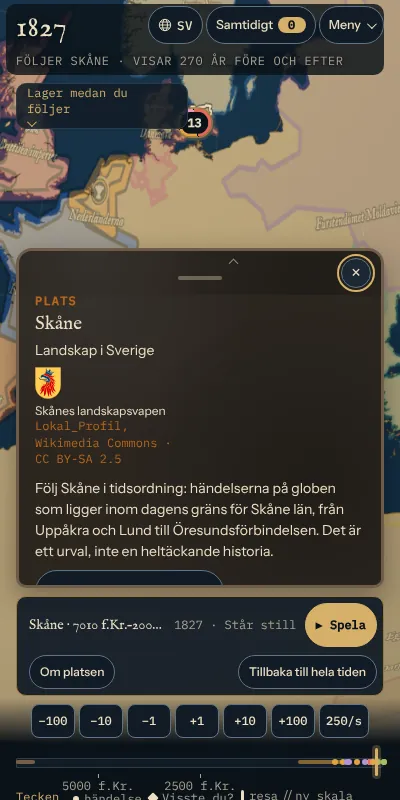 1827
SV
Samtidigt 0
Meny
FÖLJER SKÅNE · VISAR 270 ÅR FÖRE OCH EFTER
Lager medan du
följer
13
Nederländerna
PLATS
×
Skåne
Landskap i Sverige
Skånes landskapsvapen
Lokal_Profil,
Wikimedia Commons ·
CC BY-SA 2.5
Följ Skåne i tidsordning: händelserna på globen
som ligger inom dagens gräns för Skåne län, från
Uppåkra och Lund till Öresundsförbindelsen. Det är
ett urval, inte en heltäckande historia.
Skåne · 7010 f.Kr.–200… 1827 · Står still ▶ Spela
Om platsen Tillbaka till hela tiden
−100 −10 −1 +1 +10 +100 250/s
5000 f.Kr. 2500 f.Kr.
Tecken ● händelse ◆ Visste du? | resa // ny skala